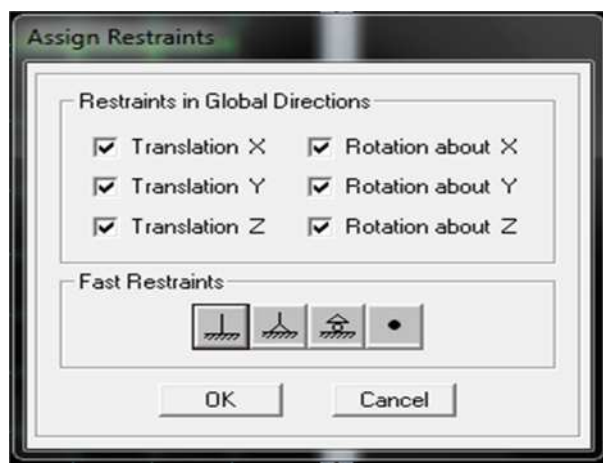 Assign Restraints
Restraints in Global Directions
Translation X Rotation about X
Translation Y Rotation about Y
Translation Z Rotation about Z
Fast Restraints
OK Cancel